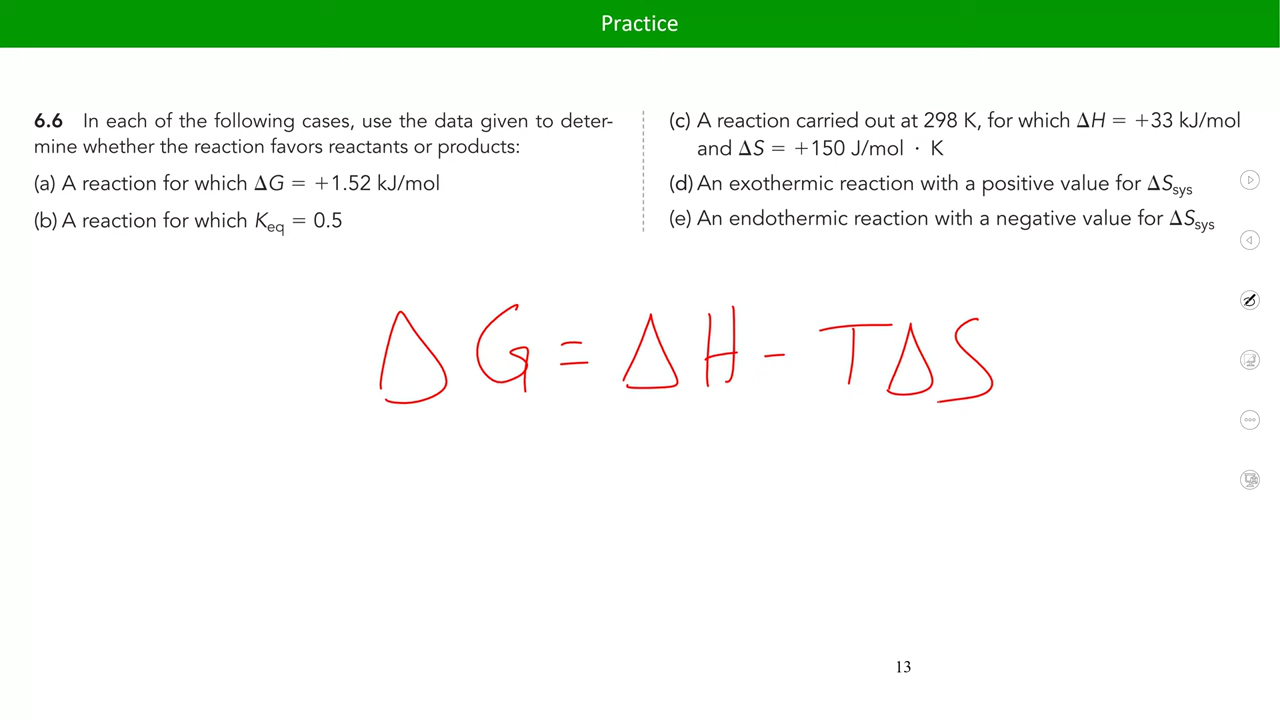 Practice
6.6 In each of the following cases, use the data given to deter-
mine whether the reaction favors reactants or products:
(a) A reaction for which ΔG = +1.52 kJ/mol
(b) A reaction for which Keq = 0.5
(c) A reaction carried out at 298 K, for which ΔH = +33 kJ/mol
and ΔS = +150 J/mol · K
(d) An exothermic reaction with a positive value for ΔSsys
(e) An endothermic reaction with a negative value for ΔSsys
ΔG = ΔH - TΔS
13